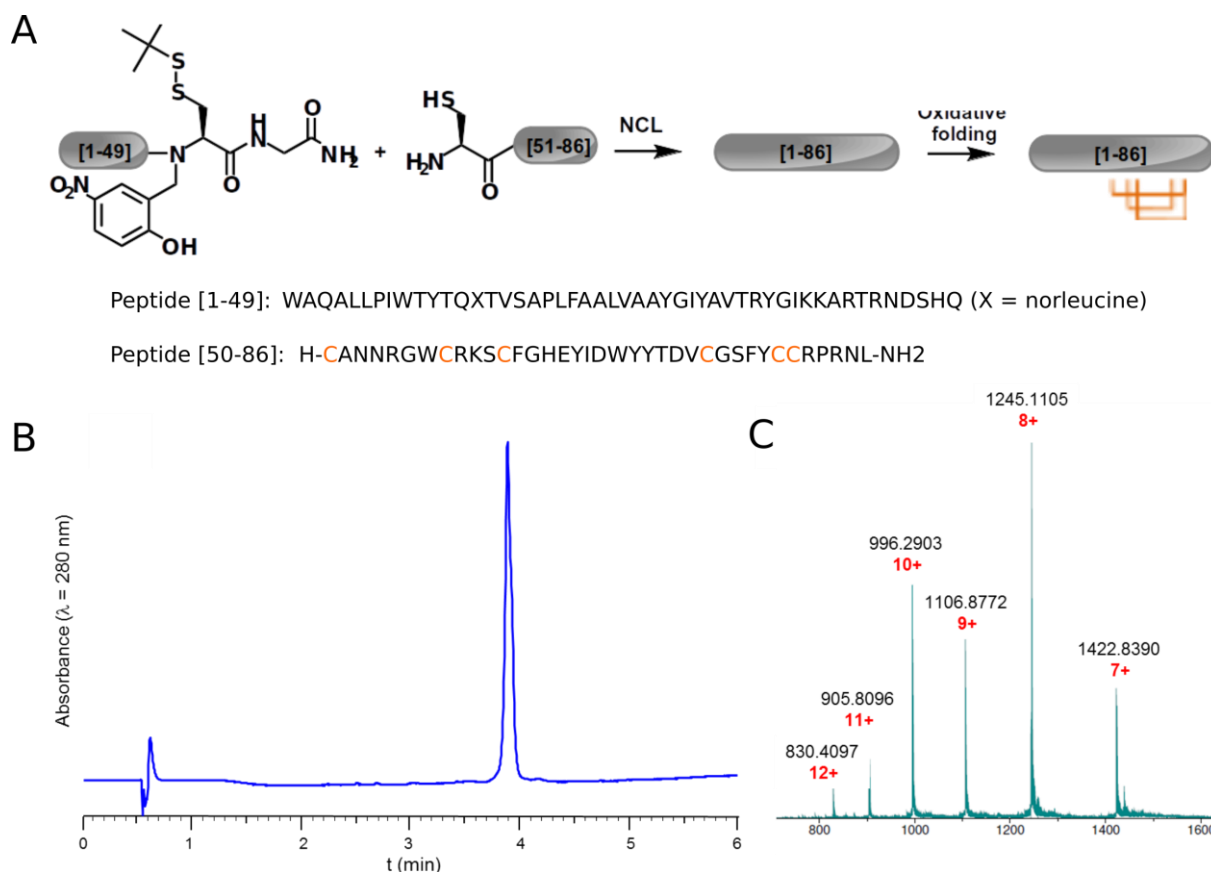 A
S
S
HS
H
N
O
[1-49]
N
NH2
+
[51-86]
NCL
[1-86]
Oxidative
folding
[1-86]
O
H2N
O
O2N
OH
Peptide [1-49]: WAQALLPIWTYTQXTVSAPLFAALVAAYGIYAVTRYGIKKARTRNDSHQ (X = norleucine)
Peptide [50-86]: H-CANNRGWCRKSCFGHEYIDWYYTDVCGSFYCCRPRNL-NH2
B
Absorbance (λ = 280 nm)
0
1
2
3
4
5
6
t (min)
C
1245.1105
8+
996.2903
10+
1106.8772
9+
1422.8390
7+
905.8096
11+
830.4097
12+
800
1000
1200
1400
1600